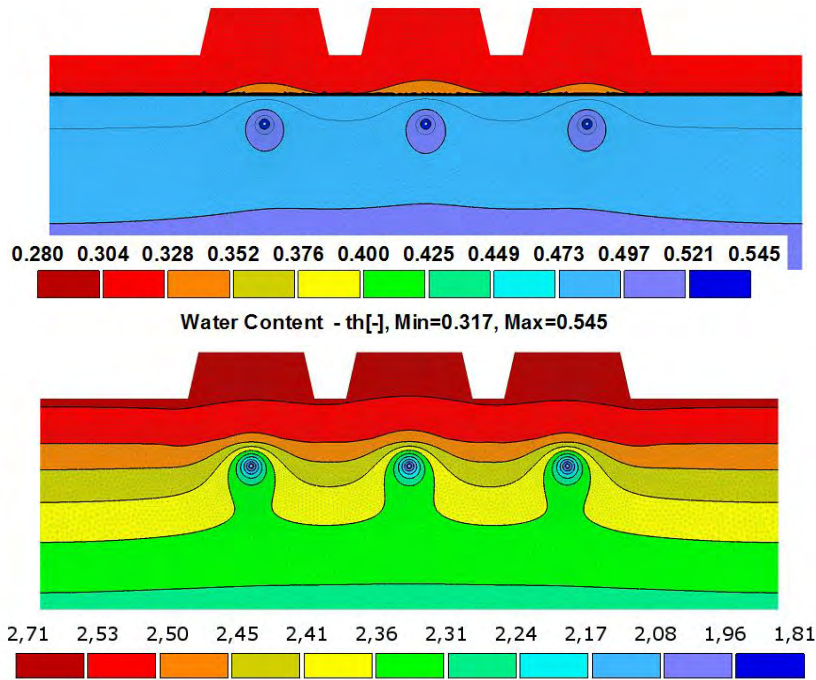 0.280 0.304 0.328 0.352 0.376 0.400 0.425 0.449 0.473 0.497 0.521 0.545
Water Content - th[-], Min=0.317, Max=0.545
2,71 2,53 2,50 2,45 2,41 2,36 2,31 2,24 2,17 2,08 1,96 1,81